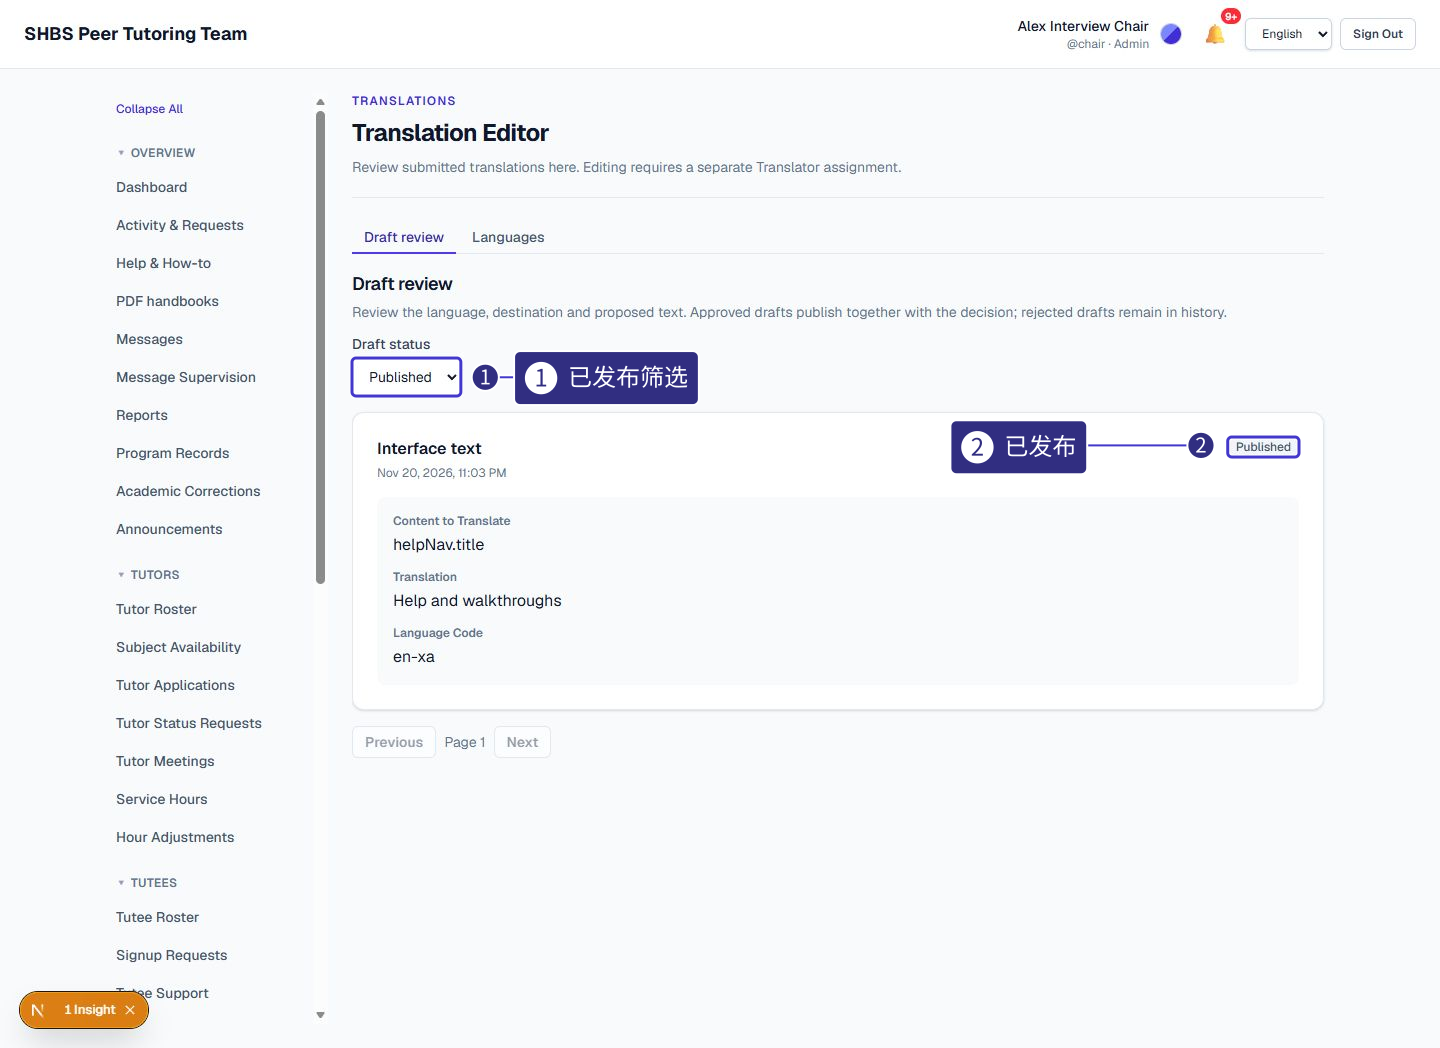 SHBS Peer Tutoring Team
Alex Interview Chair
@chair · Admin
9+
English
Sign Out
Collapse All
OVERVIEW
Dashboard
Activity & Requests
Help & How-to
PDF handbooks
Messages
Message Supervision
Reports
Program Records
Academic Corrections
Announcements
TUTORS
Tutor Roster
Subject Availability
Tutor Applications
Tutor Status Requests
Tutor Meetings
Service Hours
Hour Adjustments
TUTEES
Tutee Roster
Signup Requests
Tutee Support
1 Insight
TRANSLATIONS
Translation Editor
Review submitted translations here. Editing requires a separate Translator assignment.
Draft review
Languages
Draft review
Review the language, destination and proposed text. Approved drafts publish together with the decision; rejected drafts remain in history.
Draft status
Published
1
1 已发布筛选
Interface text
Nov 20, 2026, 11:03 PM
2 已发布
2
Published
Content to Translate
helpNav.title
Translation
Help and walkthroughs
Language Code
en-xa
Previous
Page 1
Next